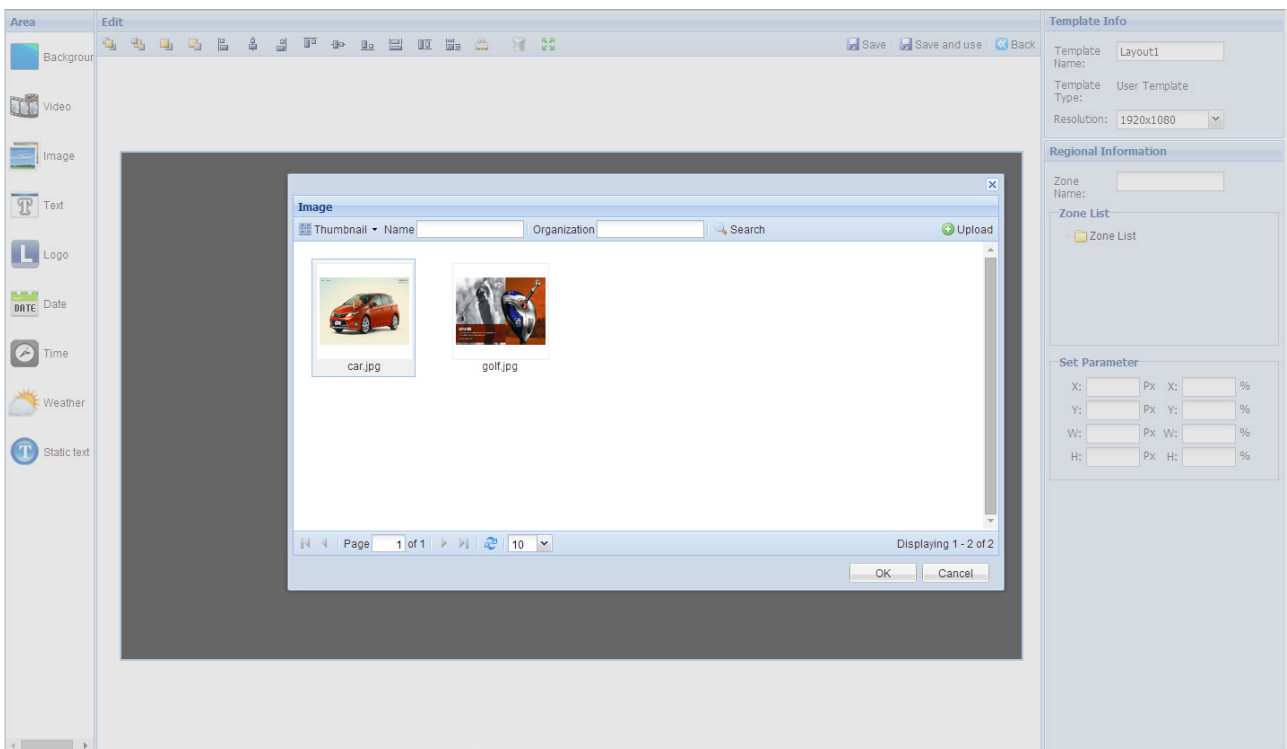 Area
Edit
Template Info
Save
Save and use
Back
Backgrour
Video
Image
Text
Logo
DATE
Date
Time
Weather
Static text
Template Name:
Layout1
Template Type:
User Template
Resolution:
1920x1080
Regional Information
Zone Name:
Zone List
Zone List
Set Parameter
X: Px X: %
Y: Px Y: %
W: Px W: %
H: Px H: %
Image
Thumbnail Name Organization Search Upload
car.jpg
golf.jpg
Page 1 of 1 10
Displaying 1 - 2 of 2
OK
Cancel